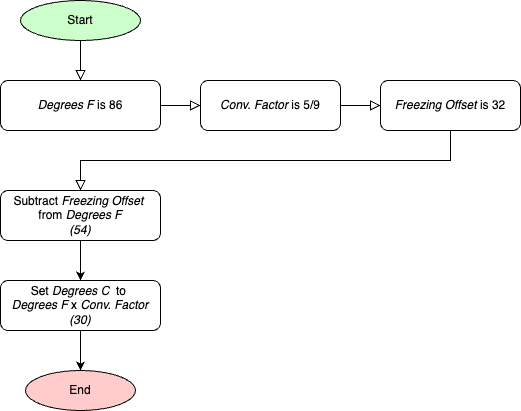 Start
Degrees F is 86
Conv. Factor is 5/9
Freezing Offset is 32
Subtract Freezing Offset
from Degrees F
(54)
Set Degrees C to
Degrees F x Conv. Factor
(30)
End